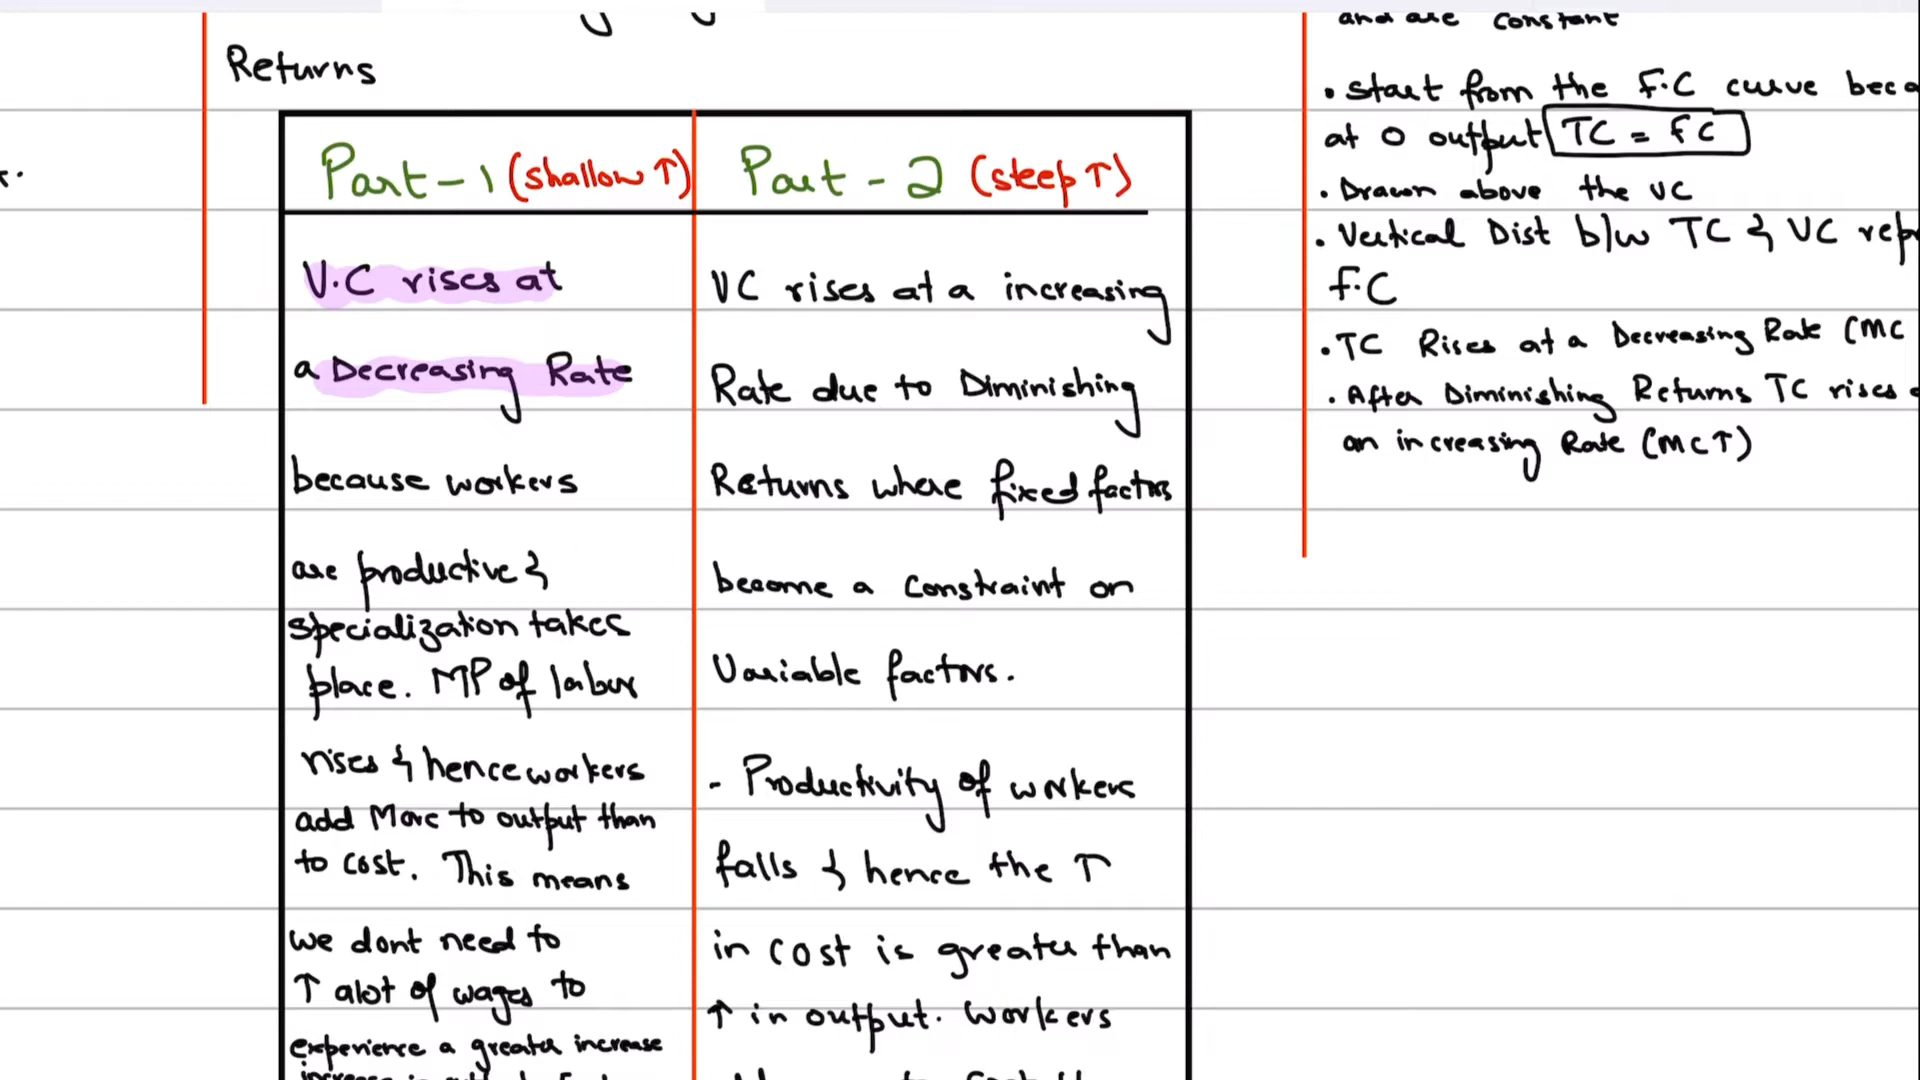 Returns
Part-1 (shallow ↑)
V.C rises at
a Decreasing Rate
because workers
are productive &
specialization takes
place. MP of labor
rises & hence workers
add More to output than
to cost. This means
we dont need to
↑ alot of wages to
experience a greater increase
Part-2 (steep ↑)
VC rises at a increasing
Rate due to Diminishing
Returns where fixed factors
become a constraint on
Variable factors.
- Productivity of workers
falls & hence the ↑
in cost is greater than
↑ in output. Workers
and are constant
• start from the F.C curve
at 0 output TC = FC
• Drawn above the VC
• Vertical Dist b/w TC & VC
F.C
• TC Rises at a Decreasing Rate (MC
• After Diminishing Returns TC rises
an increasing Rate (MC↑)